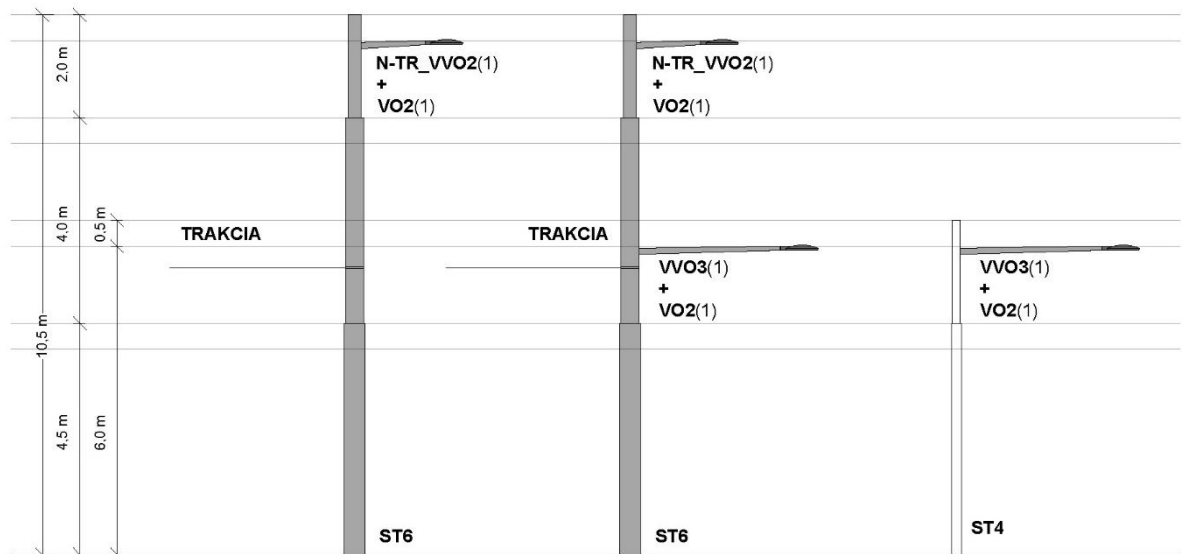 2.0 m
4.0 m
0.5 m
10.5 m
4.5 m
6.0 m
N-TR_VVO2(1)
+
VO2(1)
N-TR_VVO2(1)
+
VO2(1)
TRAKCIA
TRAKCIA
VVO3(1)
+
VO2(1)
VVO3(1)
+
VO2(1)
ST6
ST6
ST4